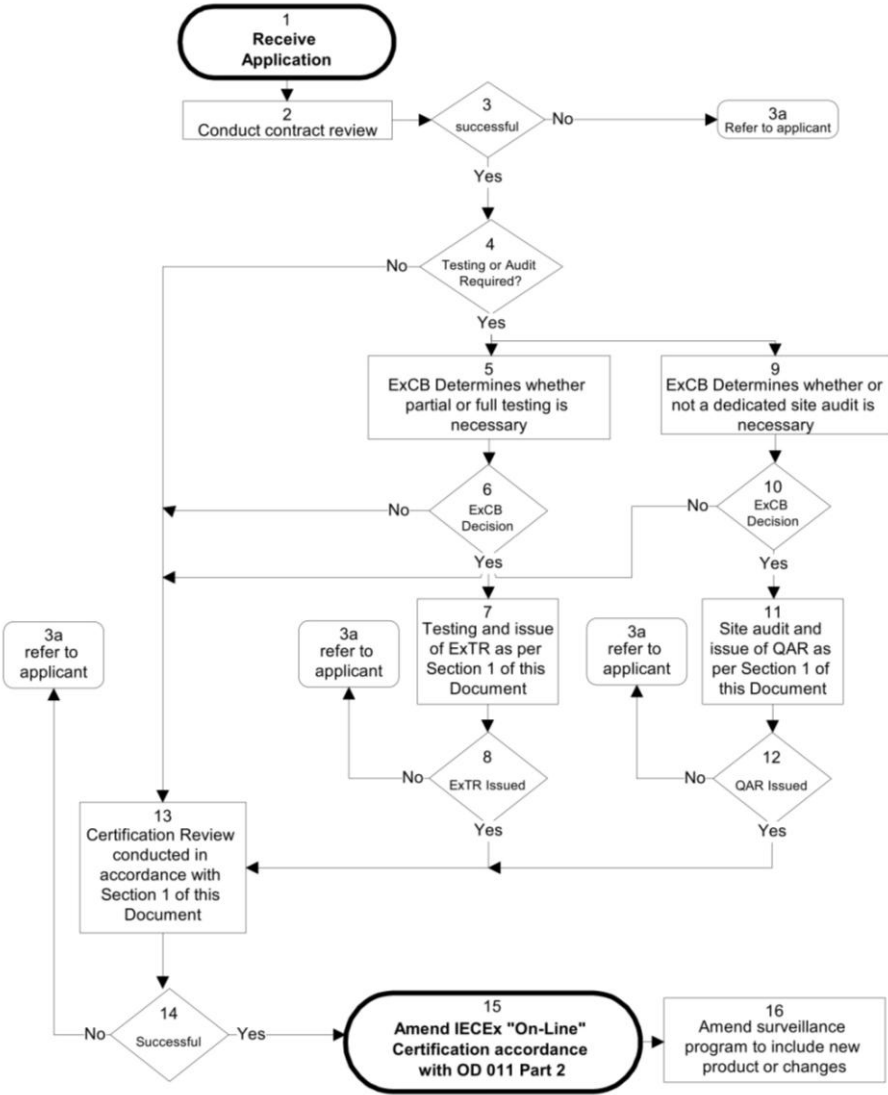 1
Receive
Application
2
Conduct contract review
3
successful
No
3a
Refer to applicant
Yes
4
Testing or Audit
Required?
No
Yes
5
ExCB Determines whether
partial or full testing is
necessary
9
ExCB Determines whether or
not a dedicated site audit is
necessary
6
ExCB
Decision
No
10
ExCB
Decision
No
Yes
Yes
3a
refer to
applicant
3a
refer to
applicant
7
Testing and issue
of ExTR as per
Section 1 of this
Document
3a
refer to
applicant
11
Site audit and
issue of QAR as
per Section 1 of
this Document
8
ExTR Issued
No
12
QAR Issued
No
Yes
Yes
13
Certification Review
conducted in
accordance with
Section 1 of this
Document
14
Successful
No
Yes
15
Amend IECEx "On-Line"
Certification accordance
with OD 011 Part 2
16
Amend surveillance
program to include new
product or changes